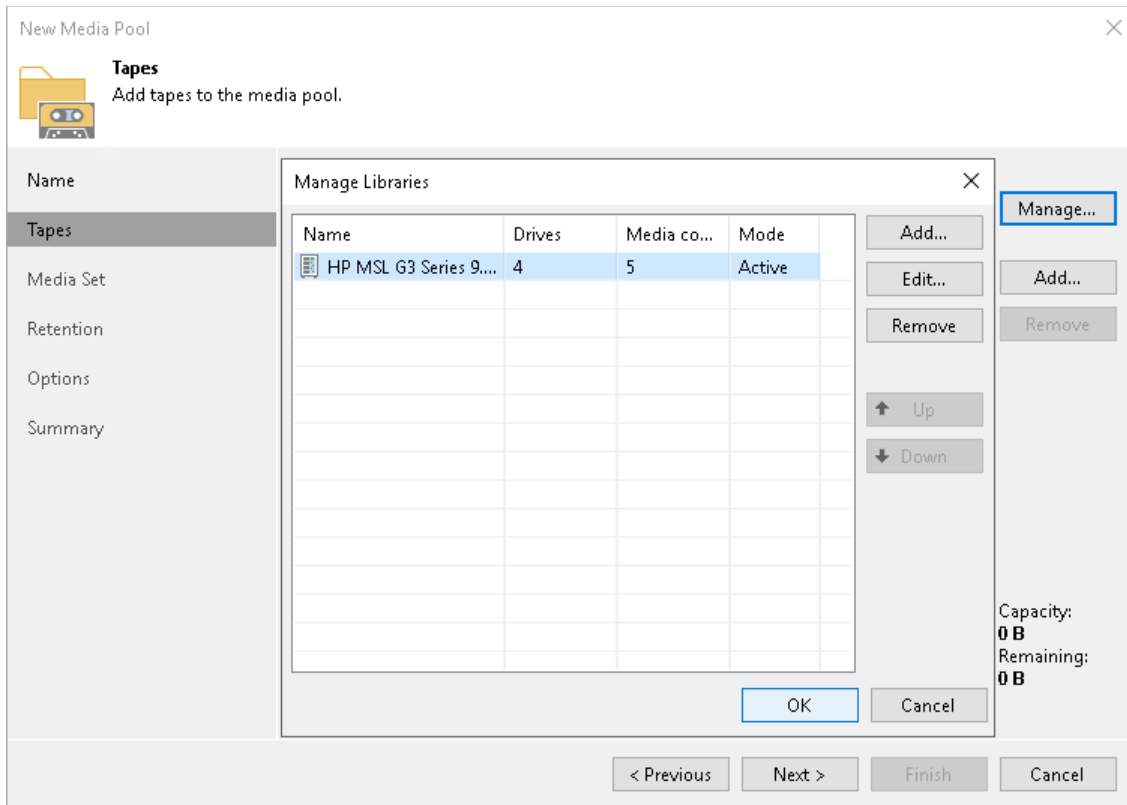 New Media Pool
Tapes
Add tapes to the media pool.
Name
Tapes
Media Set
Retention
Options
Summary
Manage Libraries
Name Drives Media co... Mode
HP MSL G3 Series 9.... 4 5 Active
Add...
Edit...
Remove
Up
Down
OK Cancel
Manage...
Add...
Remove
Capacity:
0 B
Remaining:
0 B
< Previous Next > Finish Cancel